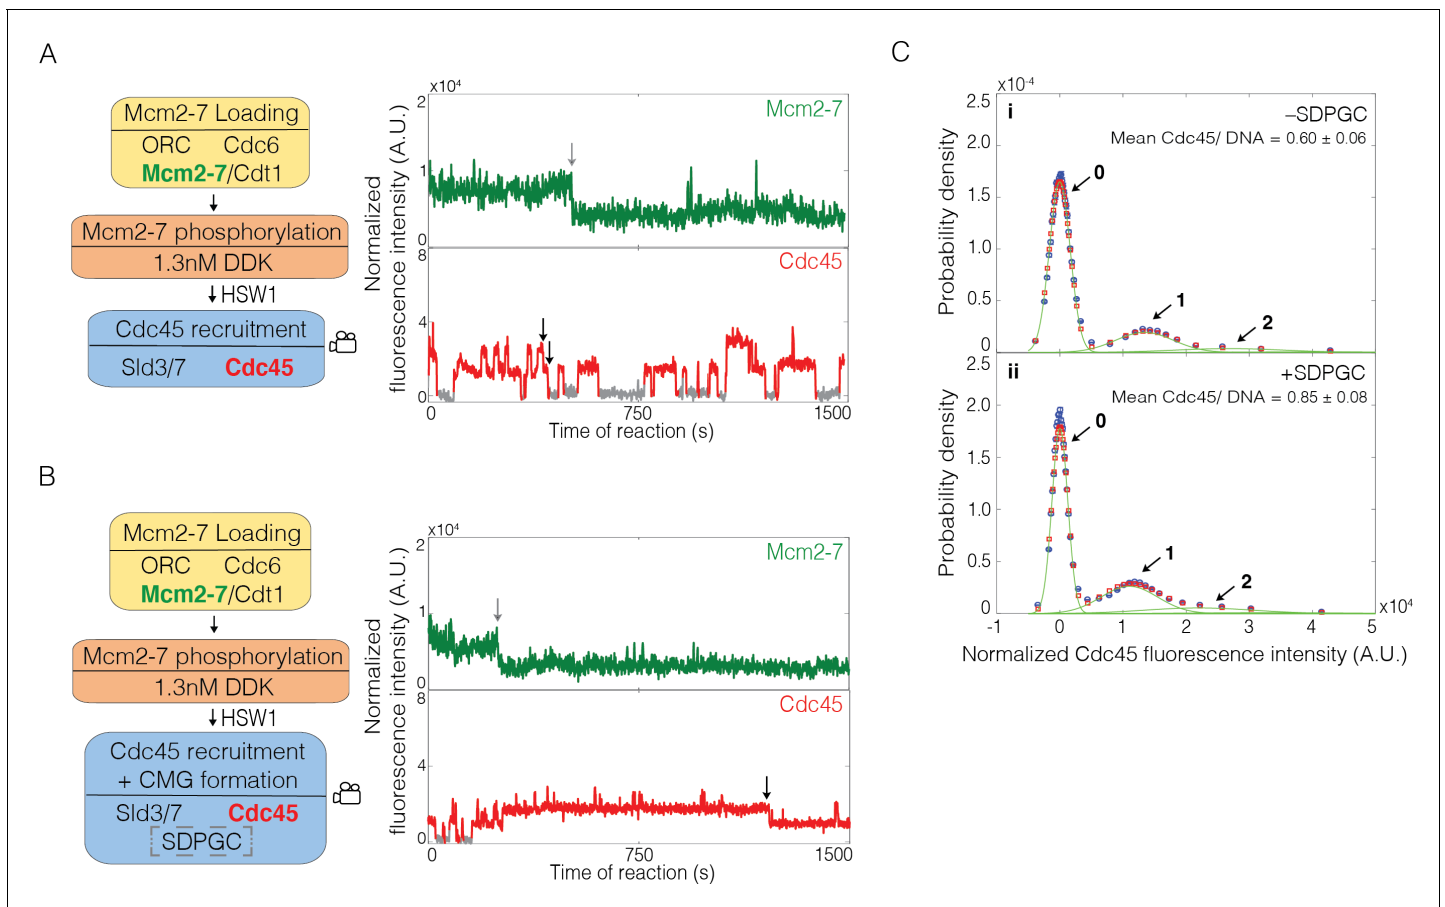 A
Mcm2-7 Loading
ORC Cdc6
Mcm2-7/Cdt1
Mcm2-7 phosphorylation
1.3nM DDK
HSW1
Cdc45 recruitment
Sld3/7 Cdc45
Normalized
fluorescence intensity (A.U.)
x10⁴
2
1
0
Mcm2-7
8
4
0
Cdc45
0 750 1500
Time of reaction (s)
B
Mcm2-7 Loading
ORC Cdc6
Mcm2-7/Cdt1
Mcm2-7 phosphorylation
1.3nM DDK
HSW1
Cdc45 recruitment
+ CMG formation
Sld3/7 Cdc45
SDPGC
Normalized
fluorescence intensity (A.U.)
x10⁴
2
1
0
Mcm2-7
8
4
0
Cdc45
0 750 1500
Time of reaction (s)
C
x10⁻⁴
Probability density
2.5
2.0
1.5
1.0
0.5
0
i
–SDPGC
Mean Cdc45/ DNA = 0.60 ± 0.06
0
1
2
Probability density
2.5
2.0
1.5
1.0
0.5
0
ii
+SDPGC
Mean Cdc45/ DNA = 0.85 ± 0.08
0
1
2
x10⁴
-1 0 1 2 3 4 5
Normalized Cdc45 fluorescence intensity (A.U.)